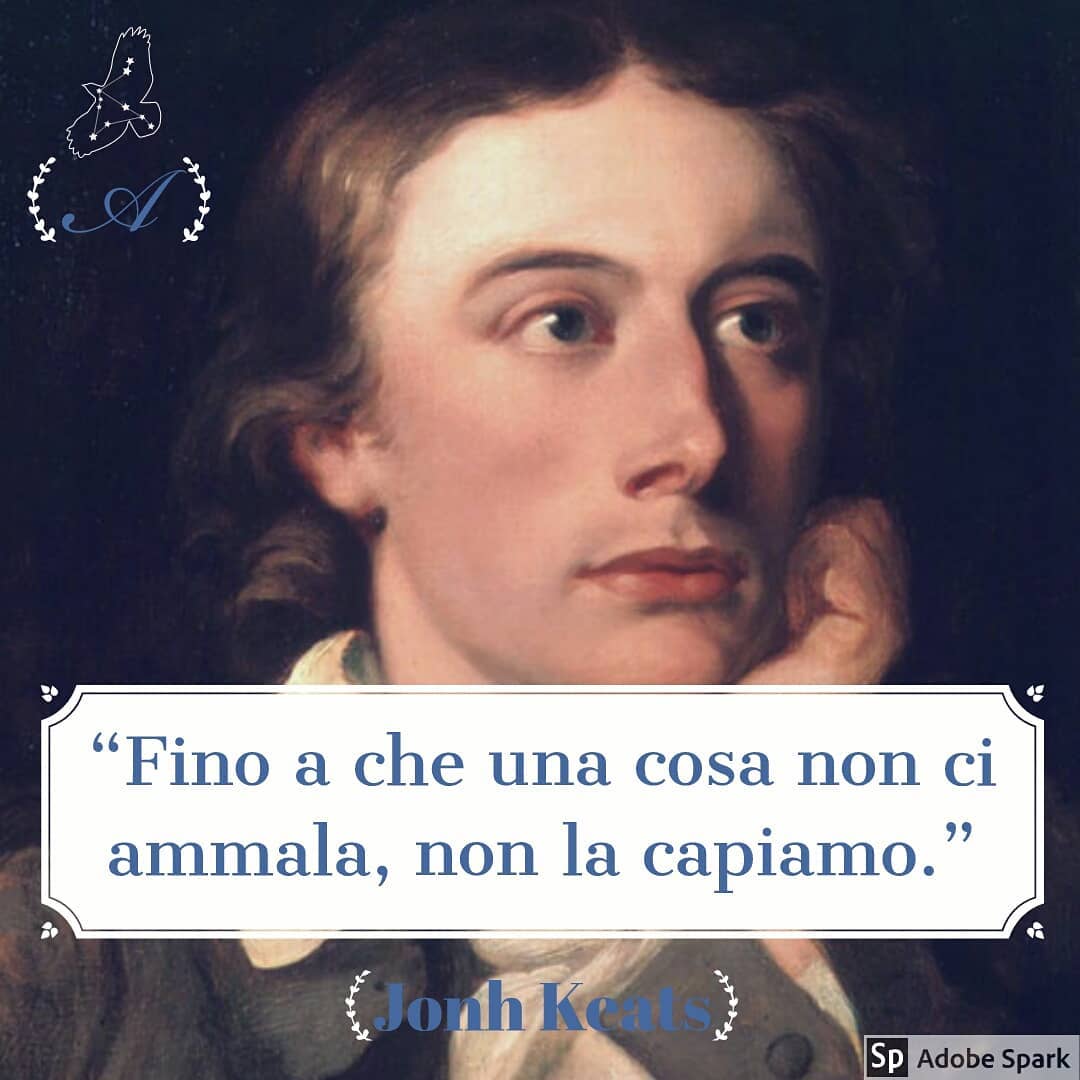 A
“Fino a che una cosa non ci
ammala, non la capiamo.”
Jonh Keats
Sp Adobe Spark